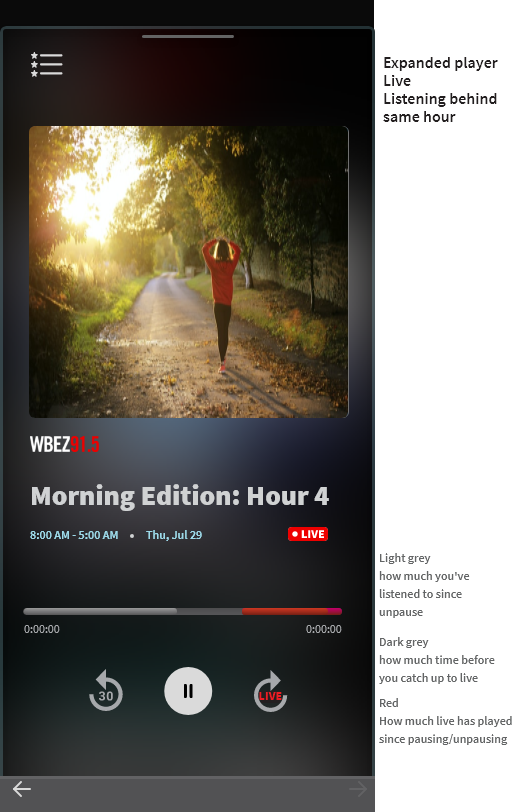 Expanded player
Live
Listening behind
same hour
WBEZ91.5
Morning Edition: Hour 4
8:00 AM - 5:00 AM • Thu, Jul 29
LIVE
0:00:00
0:00:00
30
LIVE
Light grey
how much you've
listened to since
unpause
Dark grey
how much time before
you catch up to live
Red
How much live has played
since pausing/unpausing